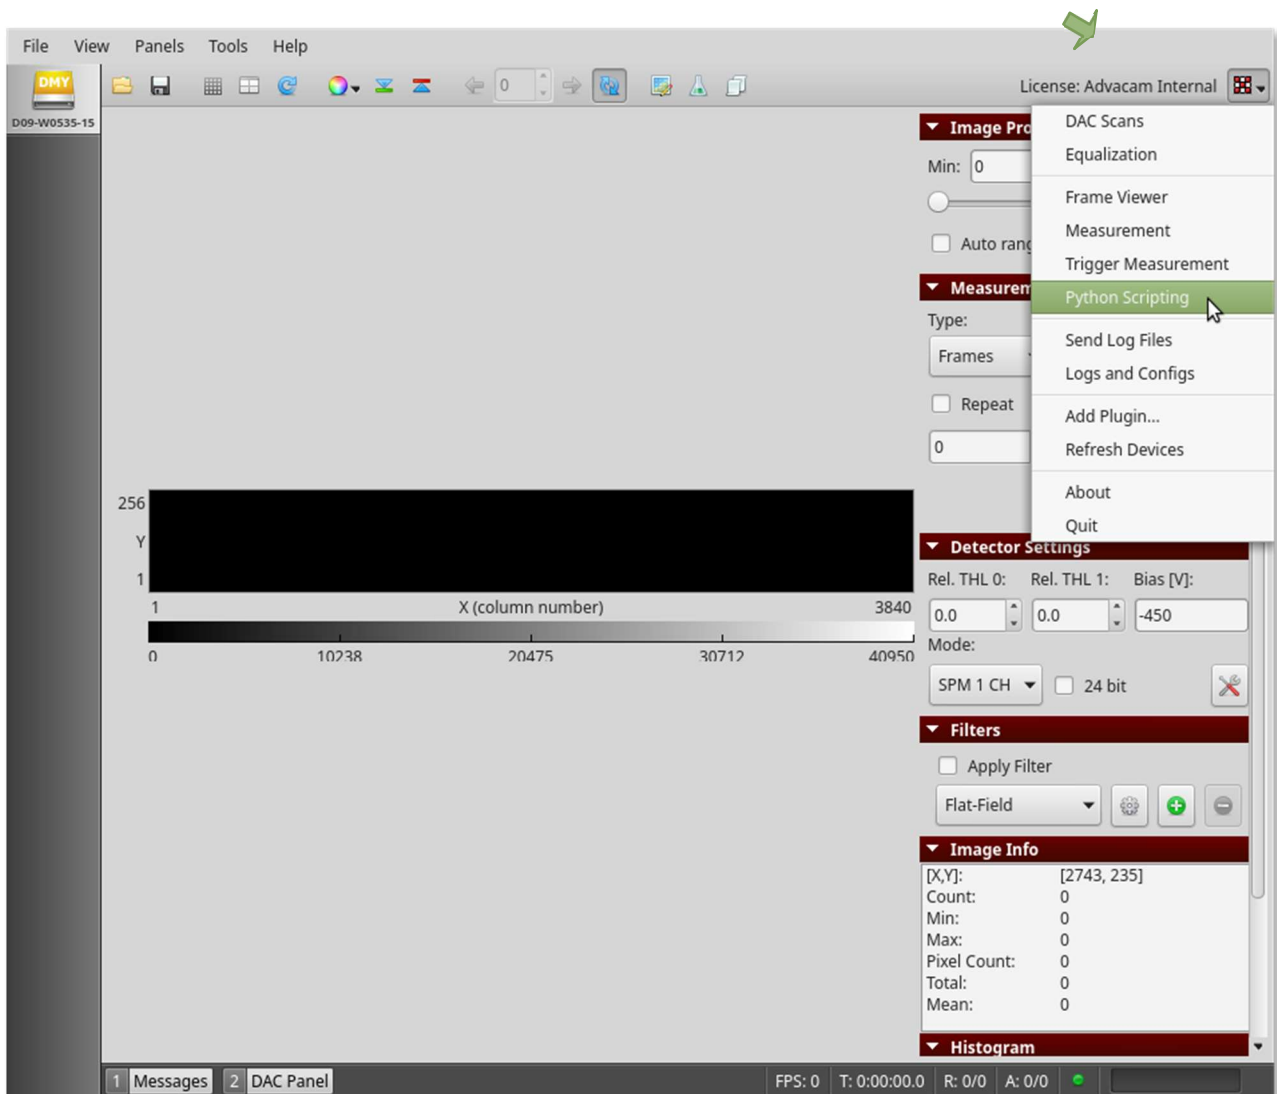 File View Panels Tools Help
DMY
D09-W0535-15
0
License: Advacam Internal
DAC Scans
Equalization
Frame Viewer
Measurement
Trigger Measurement
Python Scripting
Send Log Files
Logs and Configs
Add Plugin...
Refresh Devices
About
Quit
Image Pro
Min: 0
Auto rang
Measurem
Type:
Frames
Repeat
0
256
Y
1
1 X (column number) 3840
0 10238 20475 30712 40950
Detector Settings
Rel. THL 0: Rel. THL 1: Bias [V]:
0.0 0.0 -450
Mode:
SPM 1 CH 24 bit
Filters
Apply Filter
Flat-Field
Image Info
[X,Y]: [2743, 235]
Count: 0
Min: 0
Max: 0
Pixel Count: 0
Total: 0
Mean: 0
Histogram
1 Messages 2 DAC Panel FPS: 0 T: 0:00:00.0 R: 0/0 A: 0/0